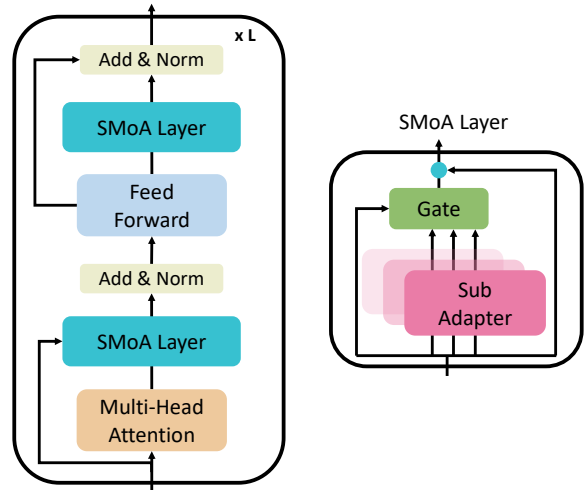 x L
Add & Norm
SMoA Layer
Feed
Forward
Add & Norm
SMoA Layer
Multi-Head
Attention
SMoA Layer
Gate
Sub
Adapter